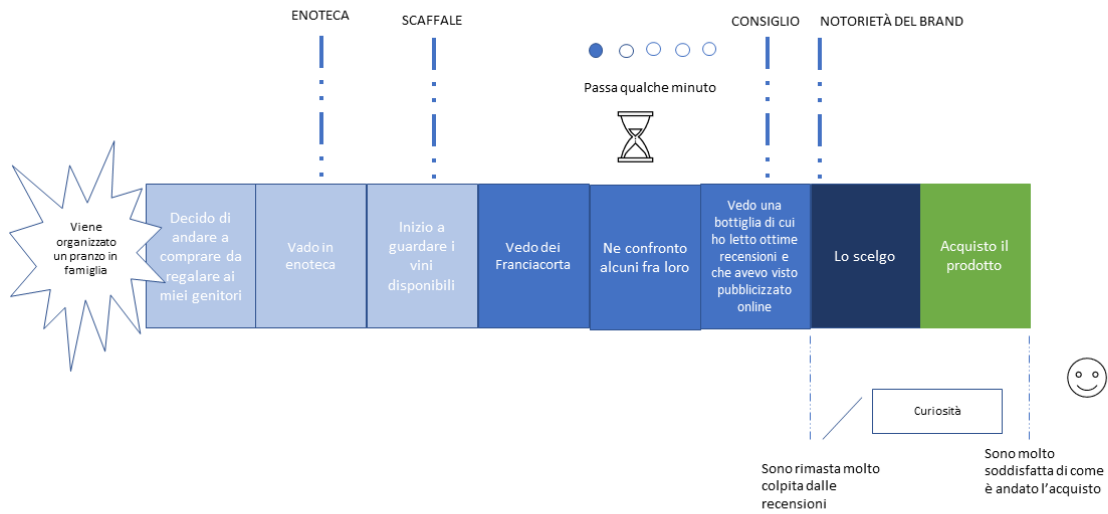 ENOTECA
SCAFFALE
CONSIGLIO
NOTORIETÀ DEL BRAND
Passa qualche minuto
Viene
organizzato
un pranzo in
famiglia
Decido di
andare a
comprare da
regalare ai
miei genitori
Vado in
enoteca
Inizio a
guardare i
vini
disponibili
Vedo dei
Franciacorta
Ne confronto
alcuni fra loro
Vedo una
bottiglia di cui
ho letto ottime
recensioni e
che avevo visto
pubblicizzato
online
Lo scelgo
Acquisto il
prodotto
Curiosità
Sono rimasta molto
colpita dalle
recensioni
Sono molto
soddisfatta di come
è andato l’acquisto